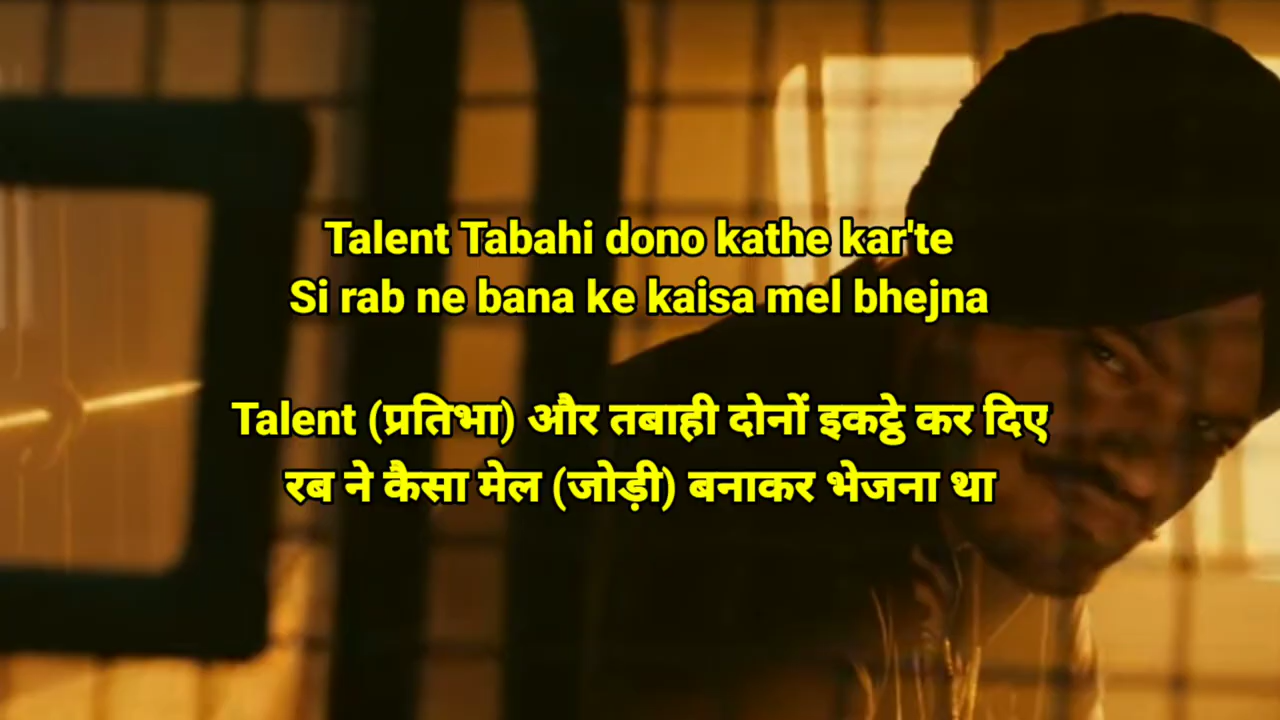 Talent Tabahi dono kathe kar'te
Si rab ne bana ke kaisa mel bhejna
Talent (प्रतिभा) और तबाही दोनों इकट्ठे कर दिए
रब ने कैसा मेल (जोड़ी) बनाकर भेजना था